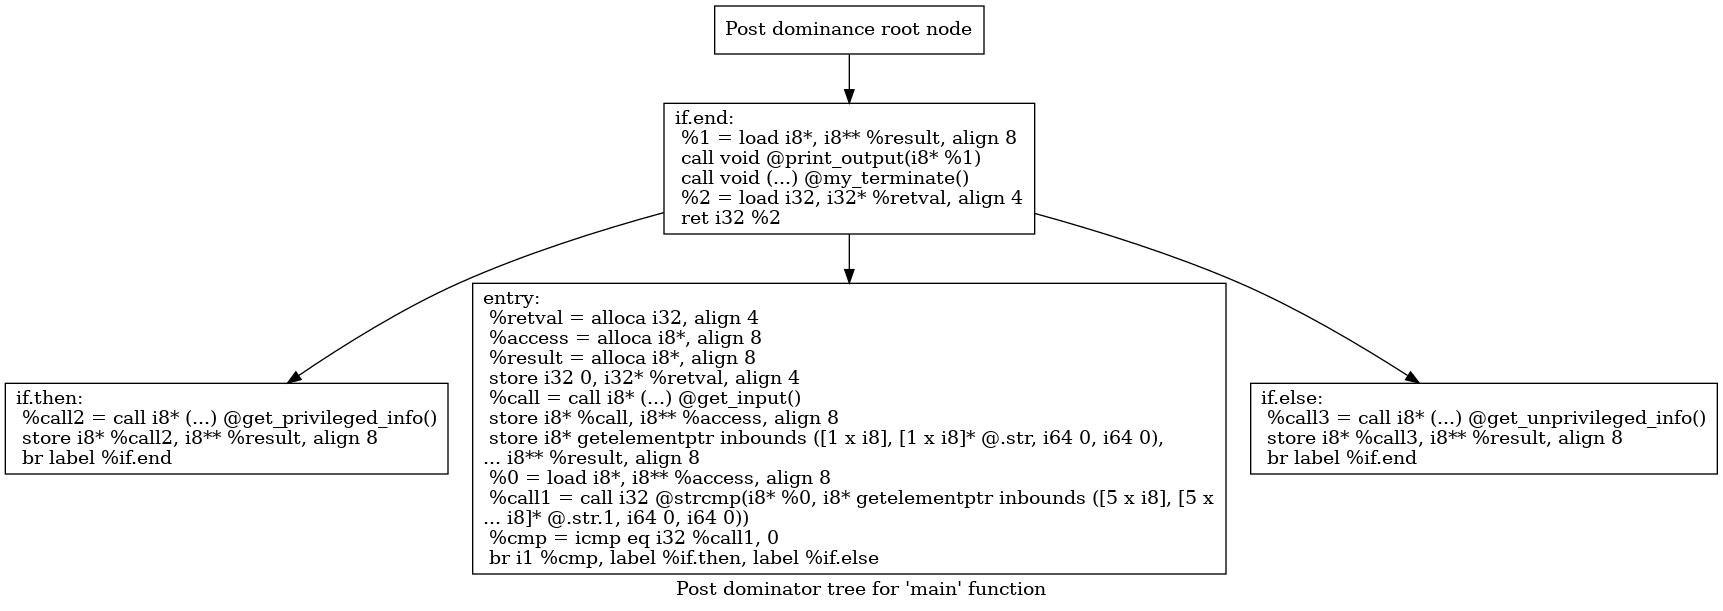 Post dominance root node
if.end:
%1 = load i8*, i8** %result, align 8
call void @print_output(i8* %1)
call void (...) @my_terminate()
%2 = load i32, i32* %retval, align 4
ret i32 %2
if.then:
%call2 = call i8* (...) @get_privileged_info()
store i8* %call2, i8** %result, align 8
br label %if.end
entry:
%retval = alloca i32, align 4
%access = alloca i8*, align 8
%result = alloca i8*, align 8
store i32 0, i32* %retval, align 4
%call = call i8* (...) @get_input()
store i8* %call, i8** %access, align 8
store i8* getelementptr inbounds ([1 x i8], [1 x i8]* @.str, i64 0, i64 0),
... i8** %result, align 8
%0 = load i8*, i8** %access, align 8
%call1 = call i32 @strcmp(i8* %0, i8* getelementptr inbounds ([5 x i8], [5 x
... i8]* @.str.1, i64 0, i64 0))
%cmp = icmp eq i32 %call1, 0
br i1 %cmp, label %if.then, label %if.else
if.else:
%call3 = call i8* (...) @get_unprivileged_info()
store i8* %call3, i8** %result, align 8
br label %if.end
Post dominator tree for 'main' function